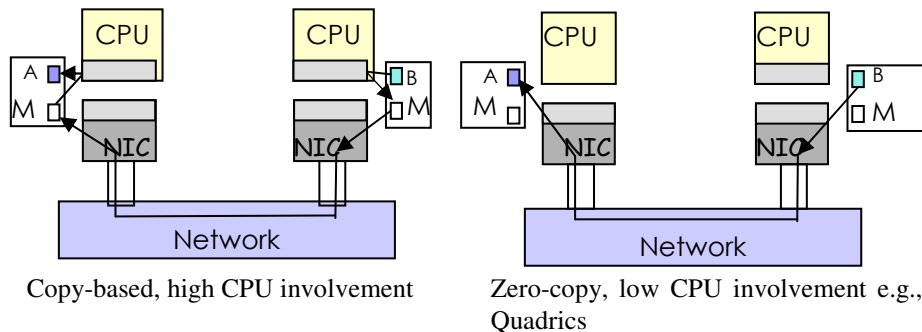 CPU
CPU
CPU
CPU
A
B
A
B
M
M
M
M
NIC
NIC
NIC
NIC
Network
Network
Copy-based, high CPU involvement
Zero-copy, low CPU involvement e.g.,
Quadrics